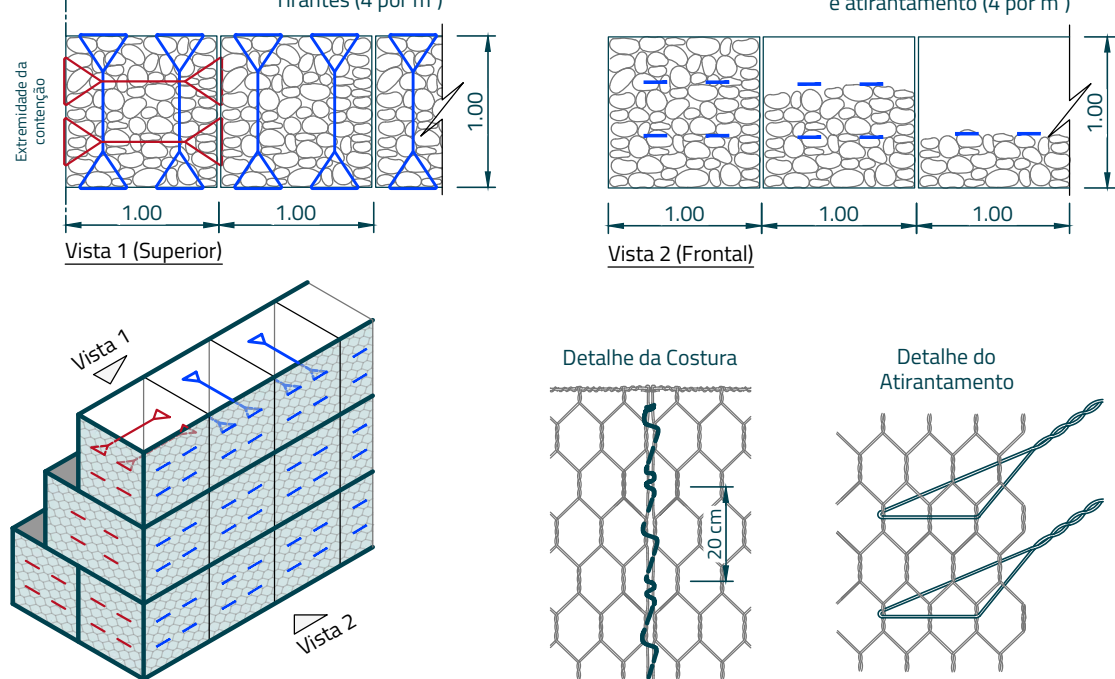 Tirantes (4 por m²)
e atirantamento (4 por m²)
Extremidade da
contenção
1.00
1.00
1.00
Vista 1 (Superior)
1.00
1.00
1.00
1.00
Vista 2 (Frontal)
Vista 1
Vista 2
Detalhe da Costura
20 cm
Detalhe do
Atirantamento